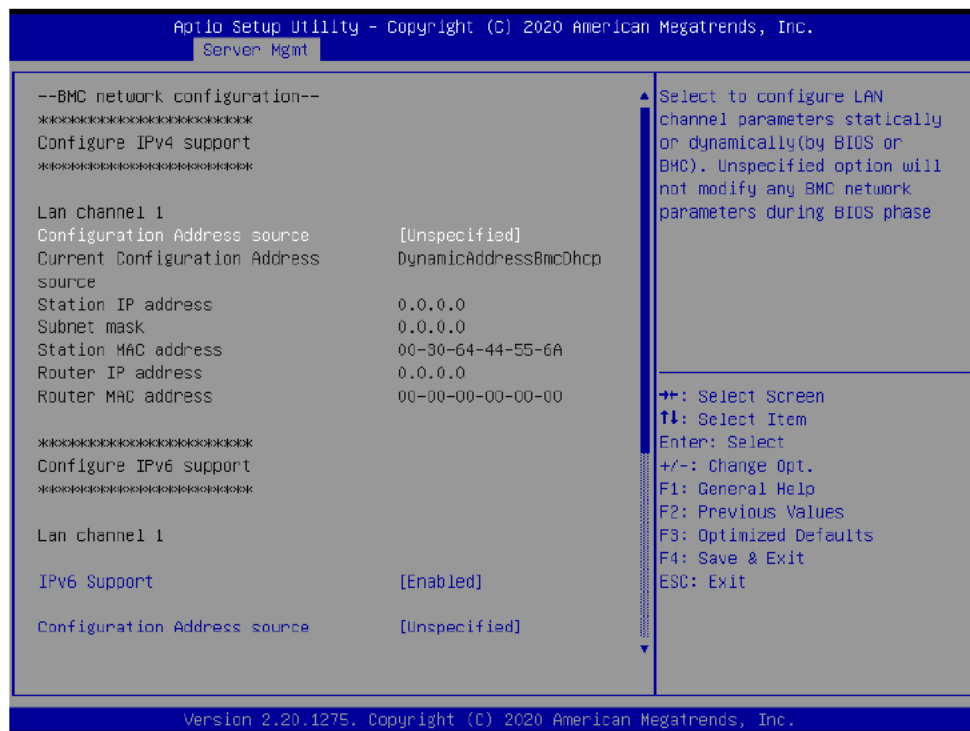 Aptio Setup Utility - Copyright (C) 2020 American Megatrends, Inc.
Server Mgmt
--BMC network configuration--
***********************
Configure IPv4 support
***********************
Lan channel 1
Configuration Address source [Unspecified]
Current Configuration Address DynamicAddressBmcDhcp
source
Station IP address 0.0.0.0
Subnet mask 0.0.0.0
Station MAC address 00-30-64-44-55-6A
Router IP address 0.0.0.0
Router MAC address 00-00-00-00-00-00
***********************
Configure IPv6 support
***********************
Lan channel 1
IPv6 Support [Enabled]
Configuration Address source [Unspecified]
Select to configure LAN
channel parameters statically
or dynamically(by BIOS or
BMC). Unspecified option will
not modify any BMC network
parameters during BIOS phase
→←: Select Screen
↑↓: Select Item
Enter: Select
+/-: Change Opt.
F1: General Help
F2: Previous Values
F3: Optimized Defaults
F4: Save & Exit
ESC: Exit
Version 2.20.1275. Copyright (C) 2020 American Megatrends, Inc.